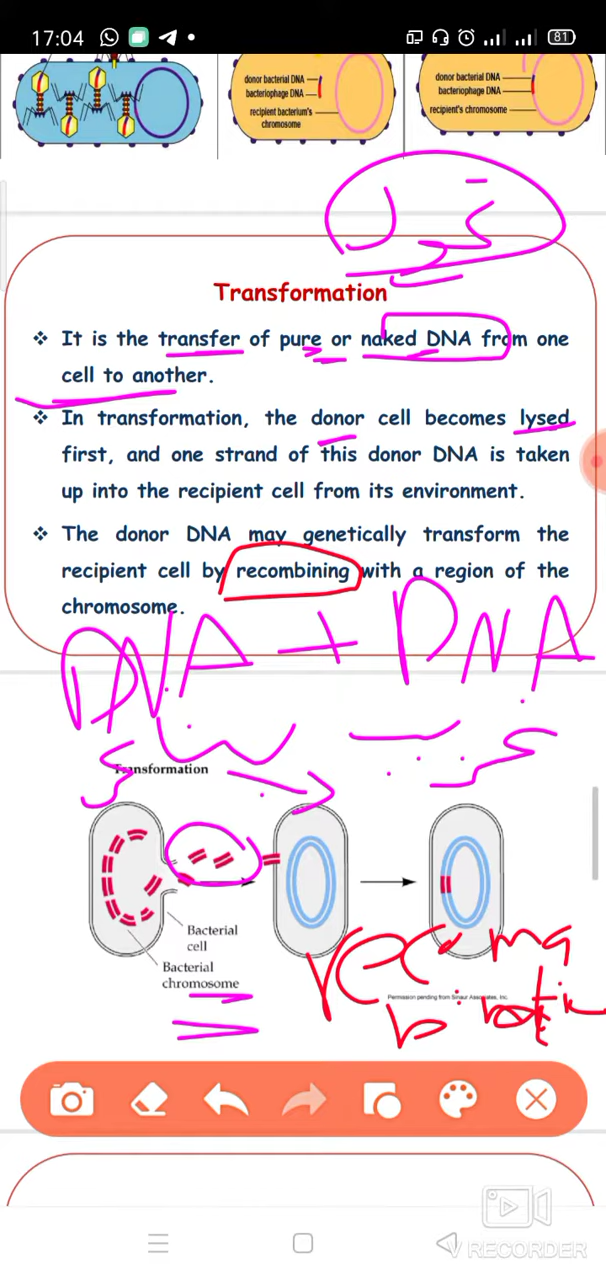 17:04
81
donor bacterial DNA
bacteriophage DNA
recipient bacterium's
chromosome
donor bacterial DNA
bacteriophage DNA
recipient's chromosome
Transformation
❖ It is the transfer of pure or naked DNA from one
cell to another.
❖ In transformation, the donor cell becomes lysed
first, and one strand of this donor DNA is taken
up into the recipient cell from its environment.
❖ The donor DNA may genetically transform the
recipient cell by recombining with a region of the
chromosome.
DNA + DNA
Transformation
Bacterial
cell
Bacterial
chromosome
Permission pending from Sinaur Associates, Inc.
V RECORDER